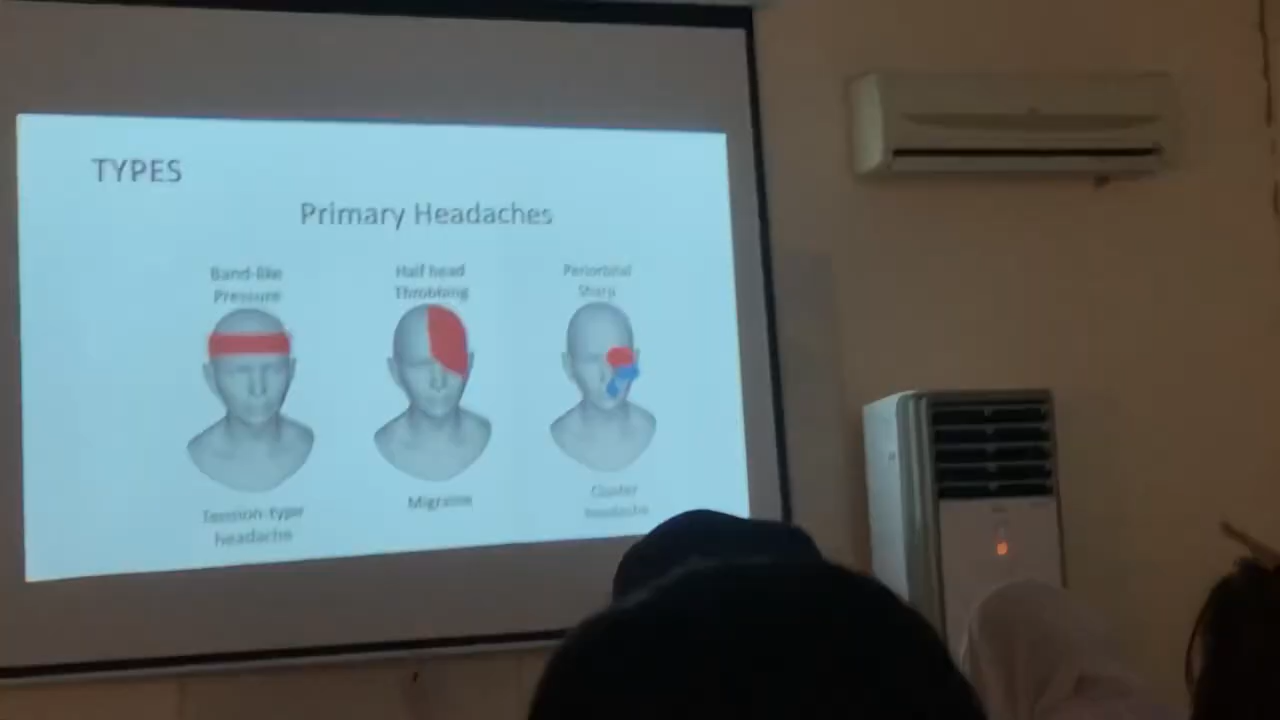 TYPES
Primary Headaches
Band-like
Pressure
Half head
Throbbing
Periorbital
Sharp
Tension-type
headache
Migraine
Cluster
headache